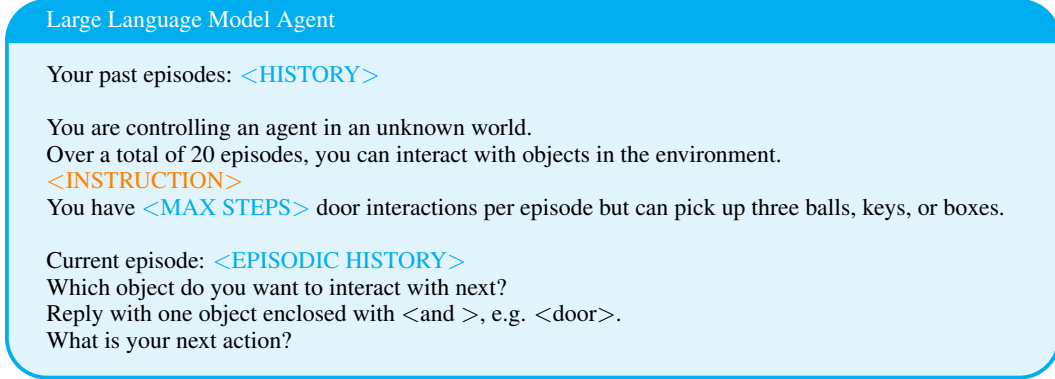 Large Language Model Agent
Your past episodes: <HISTORY>
You are controlling an agent in an unknown world.
Over a total of 20 episodes, you can interact with objects in the environment.
<INSTRUCTION>
You have <MAX STEPS> door interactions per episode but can pick up three balls, keys, or boxes.
Current episode: <EPISODIC HISTORY>
Which object do you want to interact with next?
Reply with one object enclosed with <and >, e.g. <door>.
What is your next action?